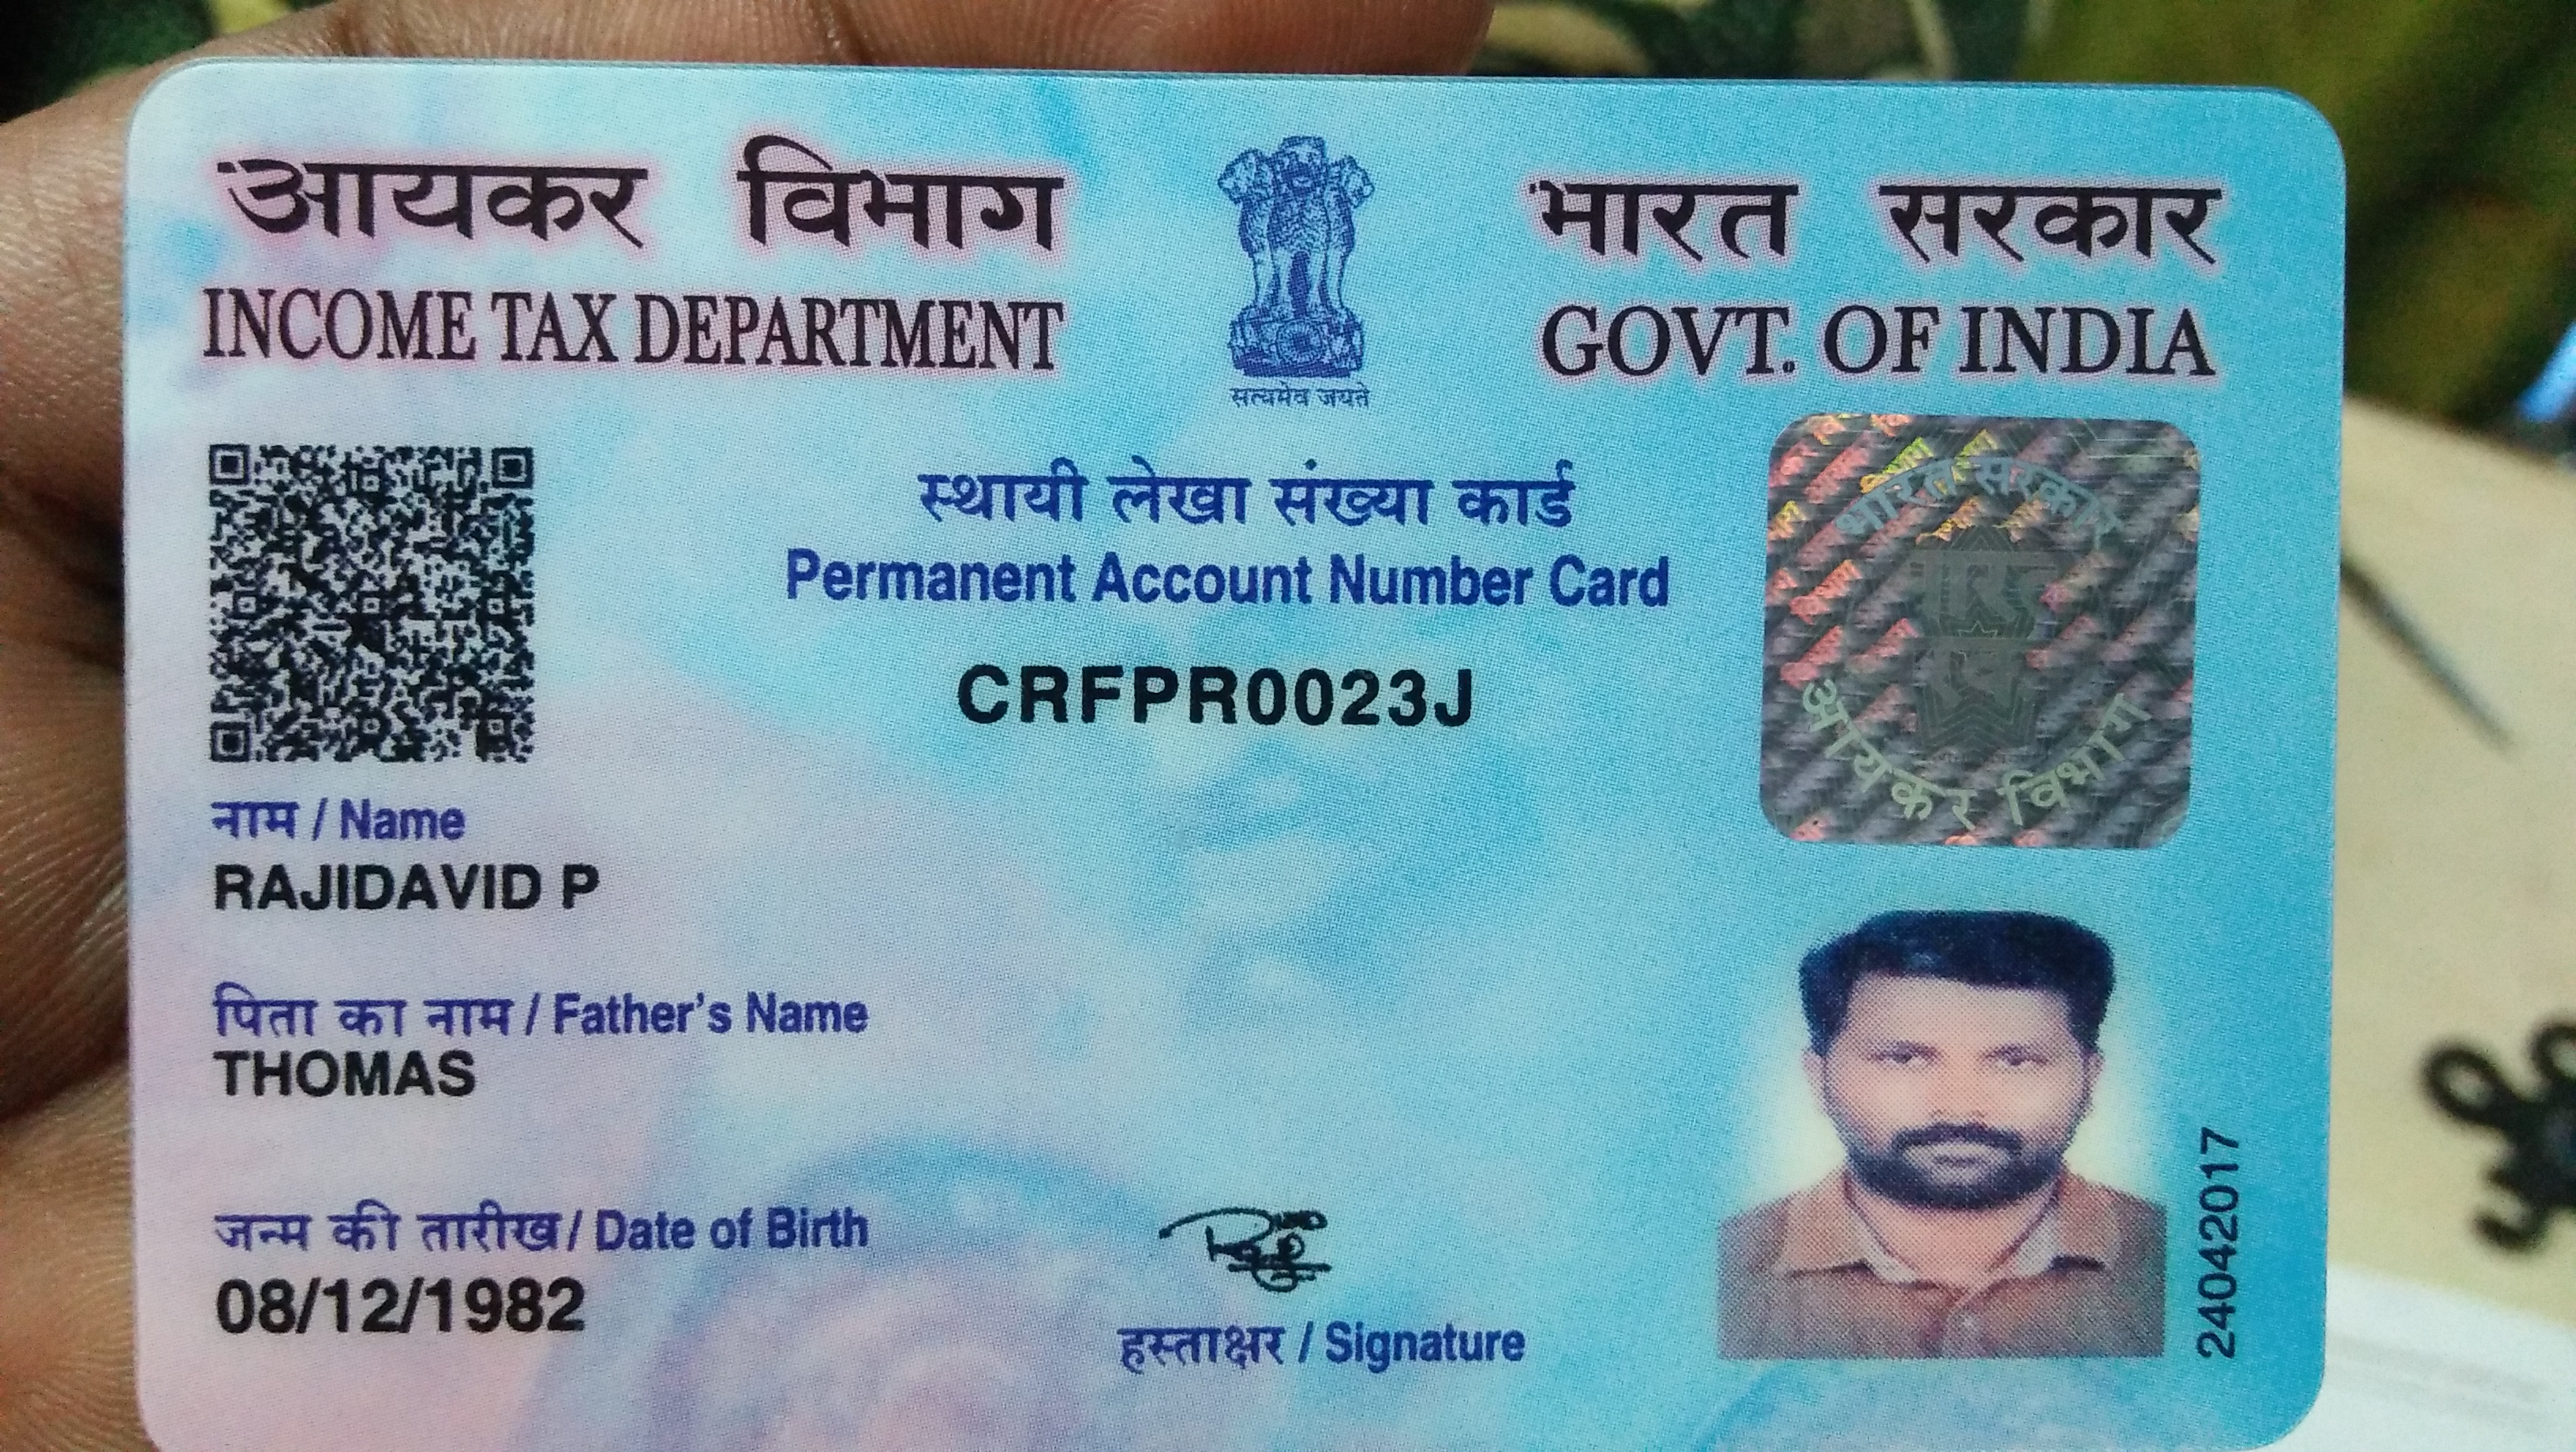 आयकर विभाग
INCOME TAX DEPARTMENT
सत्यमेव जयते
भारत सरकार
GOVT. OF INDIA
स्थायी लेखा संख्या कार्ड
Permanent Account Number Card
CRFPR0023J
भारत सरकार
आयकर विभाग
नाम / Name
RAJIDAVID P
पिता का नाम / Father's Name
THOMAS
जन्म की तारीख / Date of Birth
08/12/1982
हस्ताक्षर / Signature
24042017